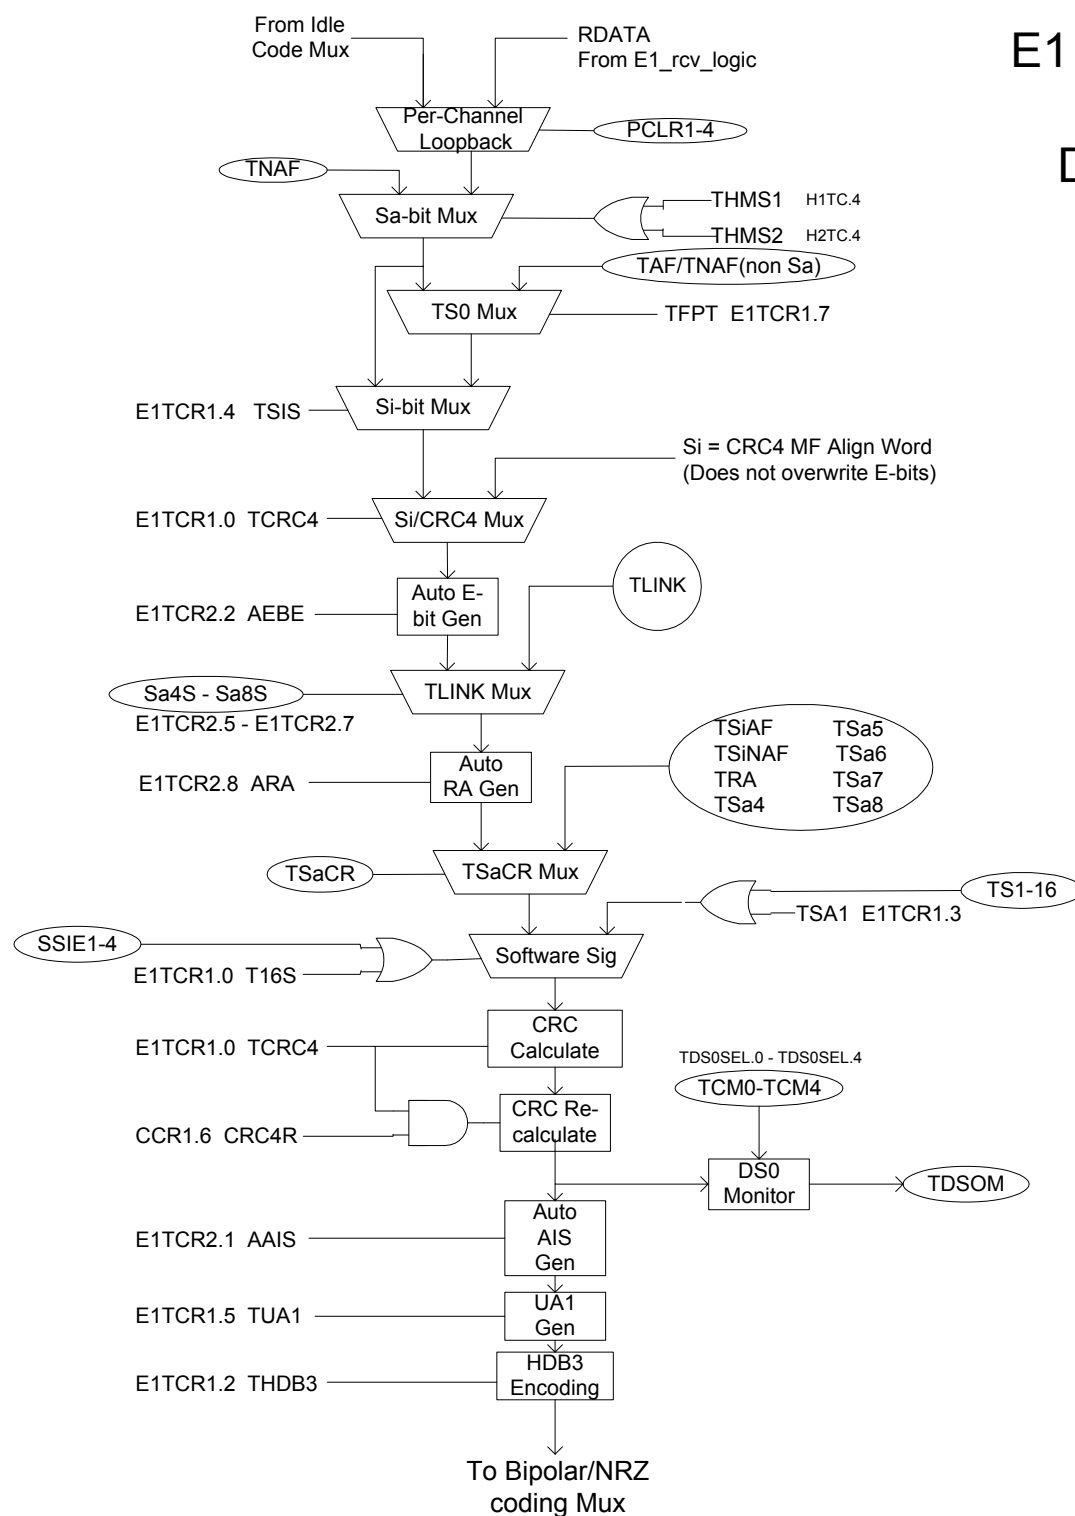 From Idle
Code Mux
RDATA
From E1_rcv_logic
E1
D
Per-Channel
Loopback
PCLR1-4
TNAF
Sa-bit Mux
THMS1 H1TC.4
THMS2 H2TC.4
TAF/TNAF(non Sa)
TS0 Mux
TFPT E1TCR1.7
E1TCR1.4 TSIS
Si-bit Mux
Si = CRC4 MF Align Word
(Does not overwrite E-bits)
E1TCR1.0 TCRC4
Si/CRC4 Mux
Auto E-
bit Gen
TLINK
E1TCR2.2 AEBE
Sa4S - Sa8S
TLINK Mux
E1TCR2.5 - E1TCR2.7
TSiAF TSa5
TSiNAF TSa6
TRA TSa7
TSa4 TSa8
Auto
RA Gen
E1TCR2.8 ARA
TSaCR
TSaCR Mux
TS1-16
TSA1 E1TCR1.3
SSIE1-4
Software Sig
E1TCR1.0 T16S
CRC
Calculate
E1TCR1.0 TCRC4
TDS0SEL.0 - TDS0SEL.4
TCM0-TCM4
CRC Re-
calculate
CCR1.6 CRC4R
DS0
Monitor
TDSOM
Auto
AIS
Gen
E1TCR2.1 AAIS
UA1
Gen
E1TCR1.5 TUA1
HDB3
Encoding
E1TCR1.2 THDB3
To Bipolar/NRZ
coding Mux